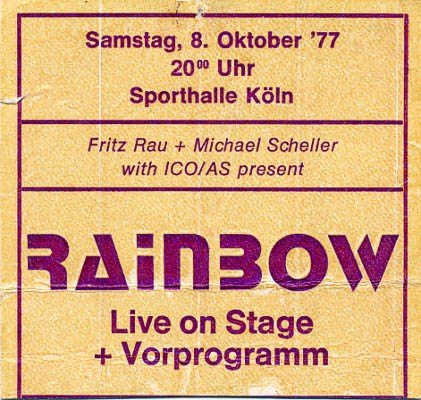 Samstag, 8. Oktober '77
20⁰⁰ Uhr
Sporthalle Köln
Fritz Rau + Michael Scheller
with ICO/AS present
RAiNBOW
Live on Stage
+ Vorprogramm